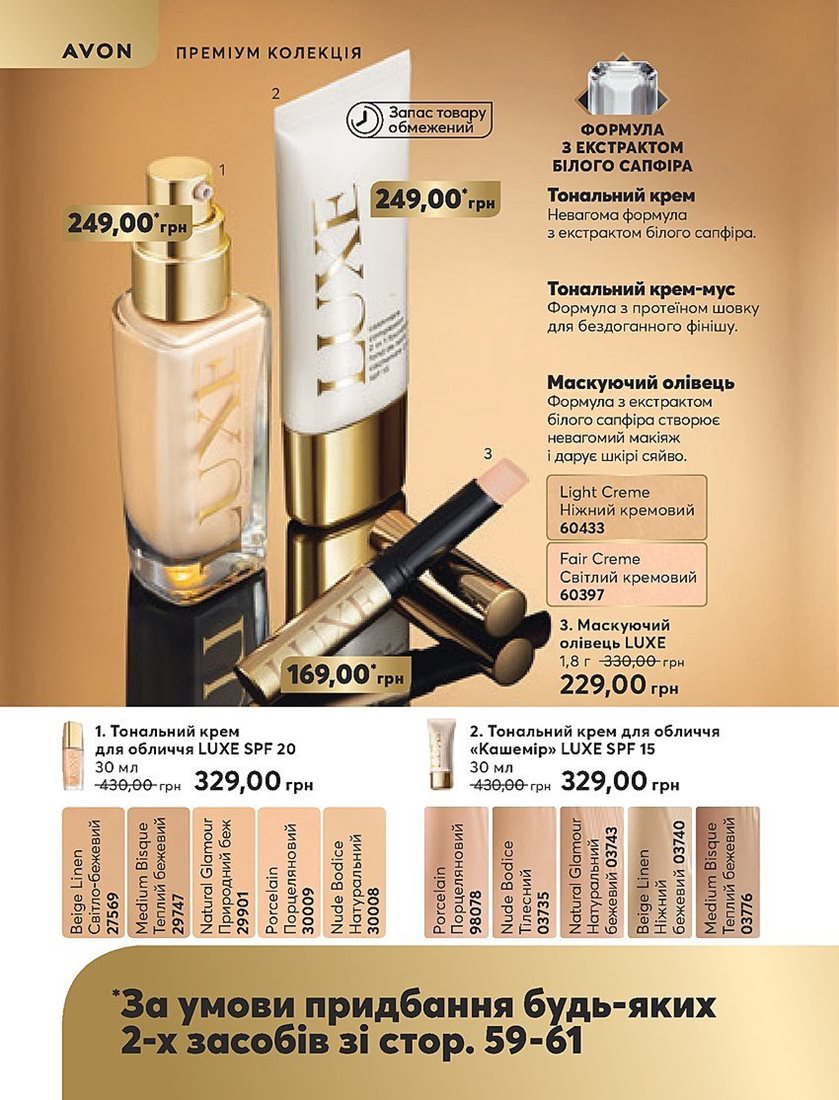 AVON
ПРЕМІУМ КОЛЕКЦІЯ
2
Запас товару
обмежений
1
249,00* грн
249,00* грн
LUXE
LUXE
SPF 15
ФОРМУЛА
З ЕКСТРАКТОМ
БІЛОГО САПФІРА
Тональний крем
Невагома формула
з екстрактом білого сапфіра.
Тональний крем-мус
Формула з протеїном шовку
для бездоганного фінішу.
Маскуючий олівець
Формула з екстрактом
білого сапфіра створює
невагомий макіяж
і дарує шкірі сяйво.
3
LUXE
169,00* грн
Light Creme
Ніжний кремовий
60433
Fair Creme
Світлий кремовий
60397
3. Маскуючий
олівець LUXE
1,8 г 330,00 грн
229,00 грн
1. Тональний крем
для обличчя LUXE SPF 20
30 мл
430,00 грн 329,00 грн
Beige Linen
Світло-бежевий
27569
Medium Bisque
Теплий бежевий
29747
Natural Glamour
Природний беж
29901
Porcelain
Порцеляновий
30009
Nude Bodice
Натуральний
30008
2. Тональний крем для обличчя
«Кашемір» LUXE SPF 15
30 мл
430,00 грн 329,00 грн
Porcelain
Порцеляновий
98078
Nude Bodice
Тілесний
03735
Natural Glamour
Натуральний
бежевий 03743
Beige Linen
Ніжний
бежевий 03740
Medium Bisque
Теплий бежевий
03776
*За умови придбання будь-яких
2-х засобів зі стор. 59-61